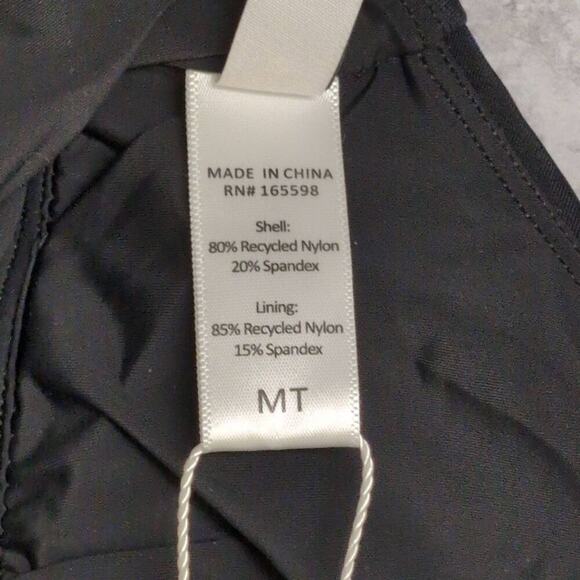 MADE IN CHINA
RN# 165598
Shell:
80% Recycled Nylon
20% Spandex
Lining:
85% Recycled Nylon
15% Spandex
MT